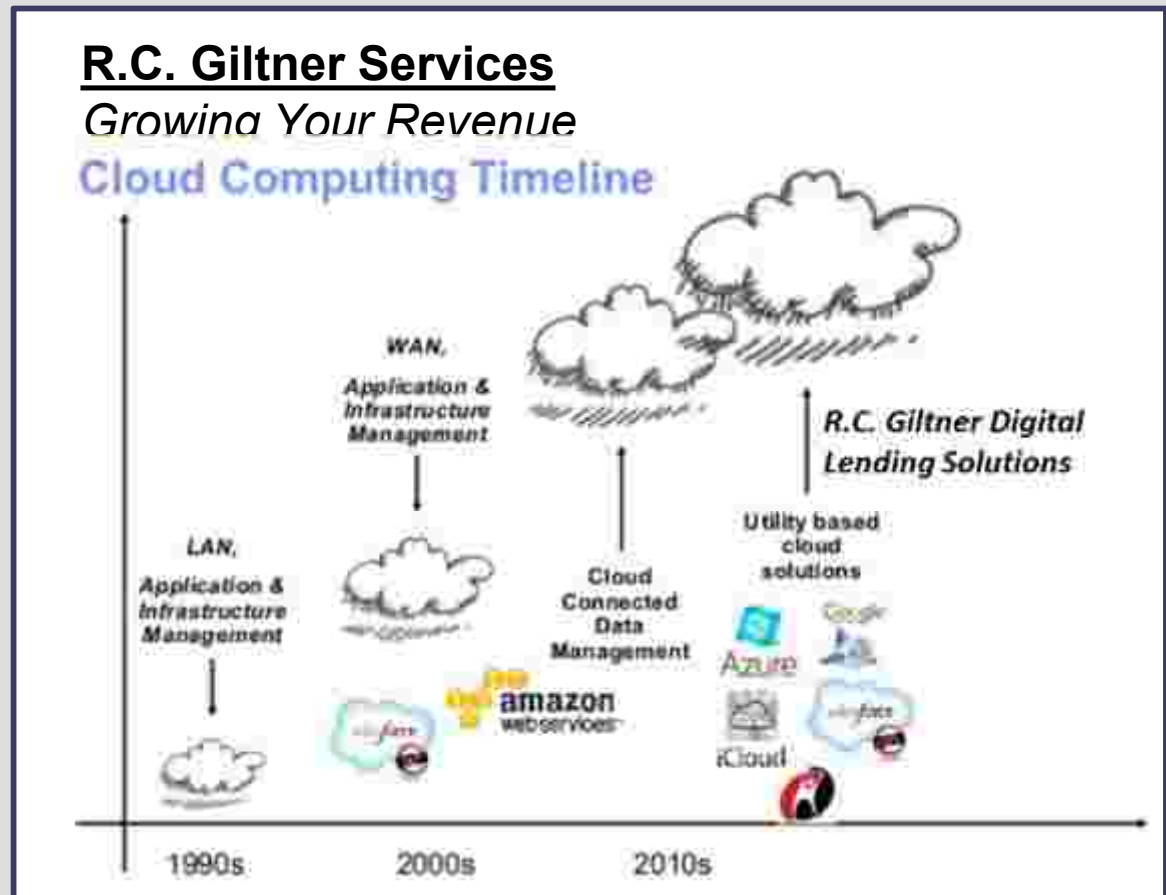 R.C. Giltner Services
Growing Your Revenue
Cloud Computing Timeline
WAN,
Application &
Infrastructure
Management
R.C. Giltner Digital
Lending Solutions
LAN,
Application &
Infrastructure
Management
Cloud
Connected
Data
Management
Utility based
cloud
solutions
Azure
Google
amazon
webservices
iCloud
1990s
2000s
2010s